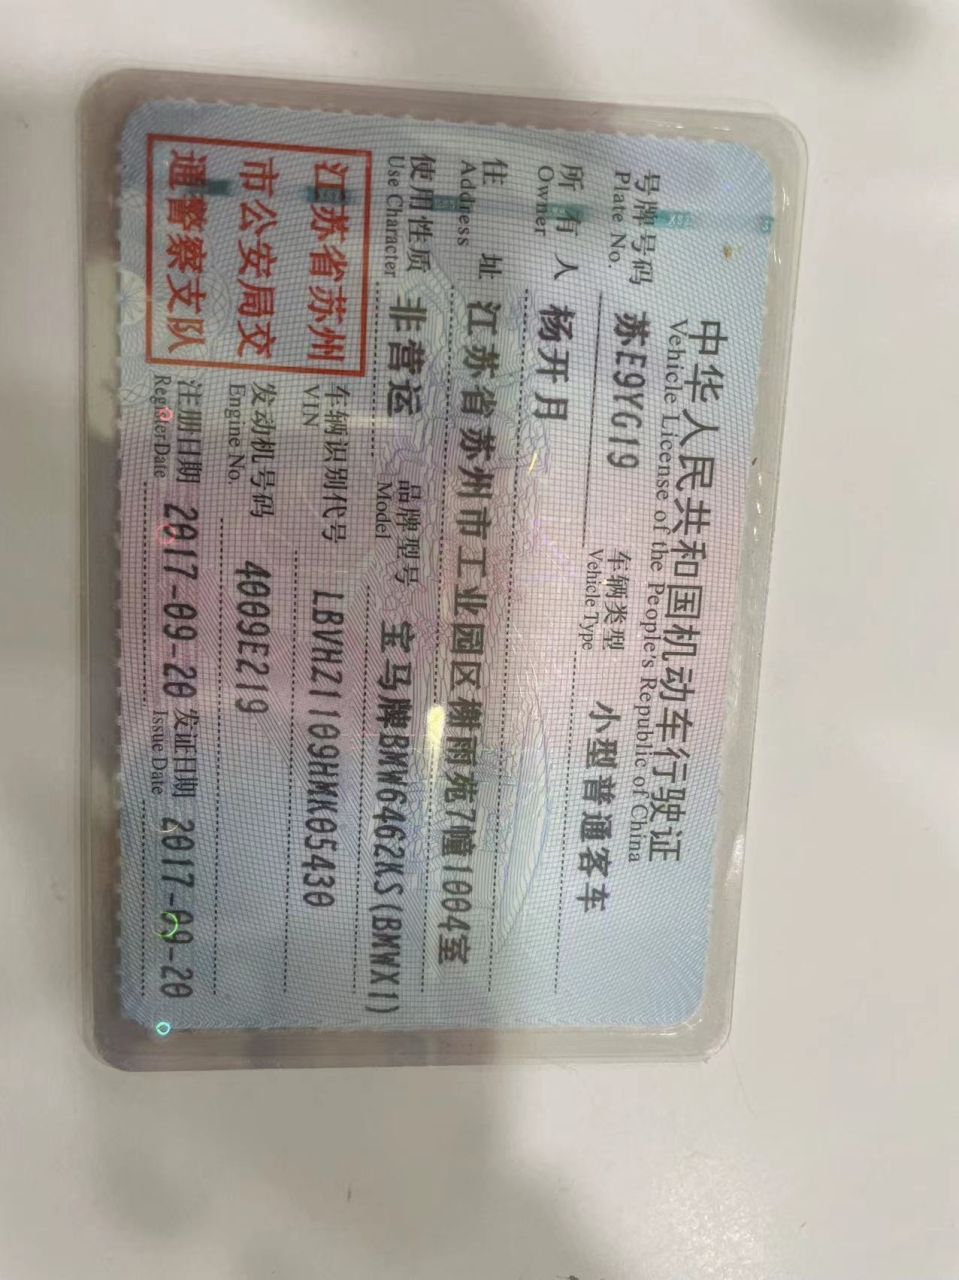 中华人民共和国机动车行驶证
Vehicle License of the People's Republic of China
号牌号码 苏E9YG19 车辆类型 小型普通客车
Plate No. Vehicle Type
所有人 杨开月
Owner
住址 江苏省苏州市工业园区榭雨苑7幢1004室
Address
使用性质 非营运 品牌型号 宝马牌BMW6462KS(BMWX1)
Use Character Model
江苏省苏州
市公安局交
通警察支队
车辆识别代号 LBVHZ1109HMK05430
VIN
发动机号码 4009E219
Engine No.
注册日期 2017-09-20 发证日期 2017-09-20
Register Date Issue Date